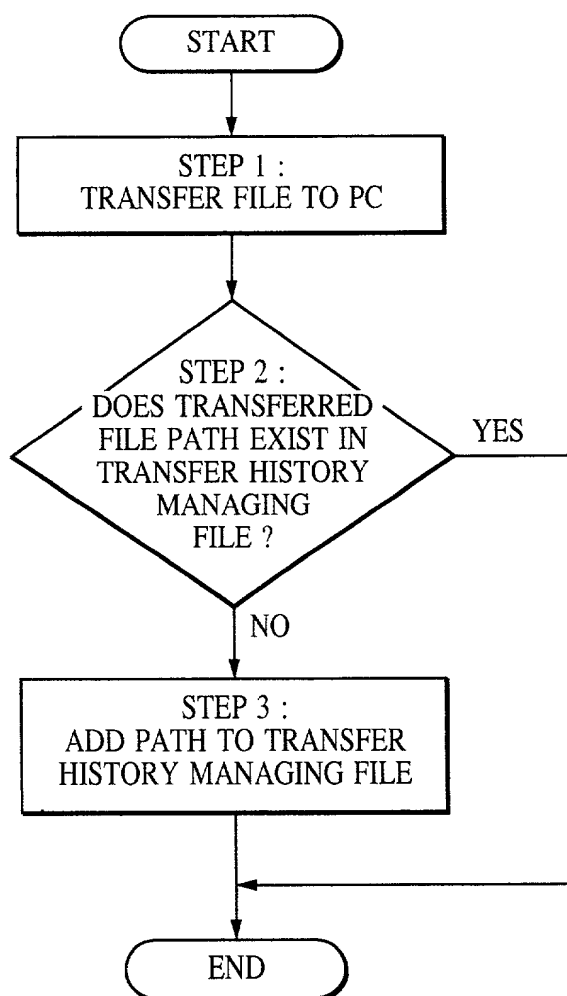 START
STEP 1 :
TRANSFER FILE TO PC
STEP 2 :
DOES TRANSFERRED
FILE PATH EXIST IN
TRANSFER HISTORY
MANAGING
FILE ?
YES
NO
STEP 3 :
ADD PATH TO TRANSFER
HISTORY MANAGING FILE
END